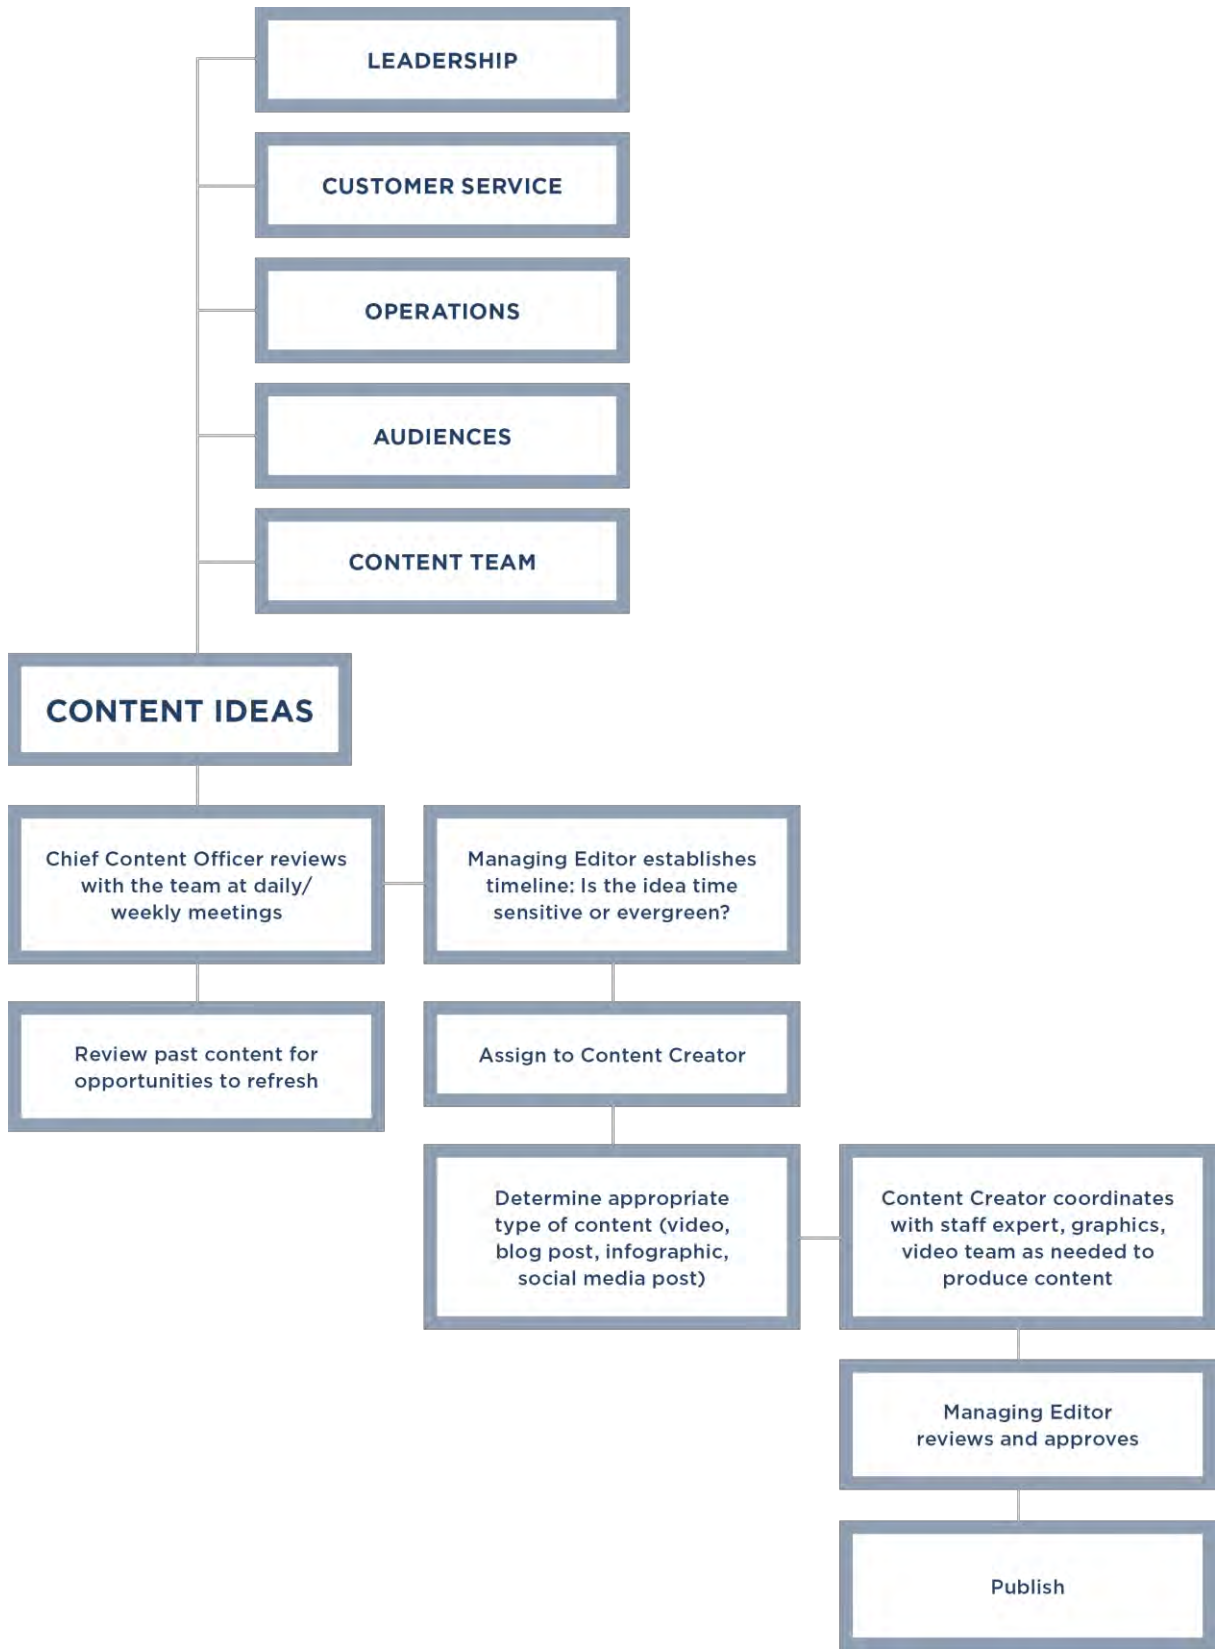 LEADERSHIP
CUSTOMER SERVICE
OPERATIONS
AUDIENCES
CONTENT TEAM
CONTENT IDEAS
Chief Content Officer reviews
with the team at daily/
weekly meetings
Managing Editor establishes
timeline: Is the idea time
sensitive or evergreen?
Review past content for
opportunities to refresh
Assign to Content Creator
Determine appropriate
type of content (video,
blog post, infographic,
social media post)
Content Creator coordinates
with staff expert, graphics,
video team as needed to
produce content
Managing Editor
reviews and approves
Publish